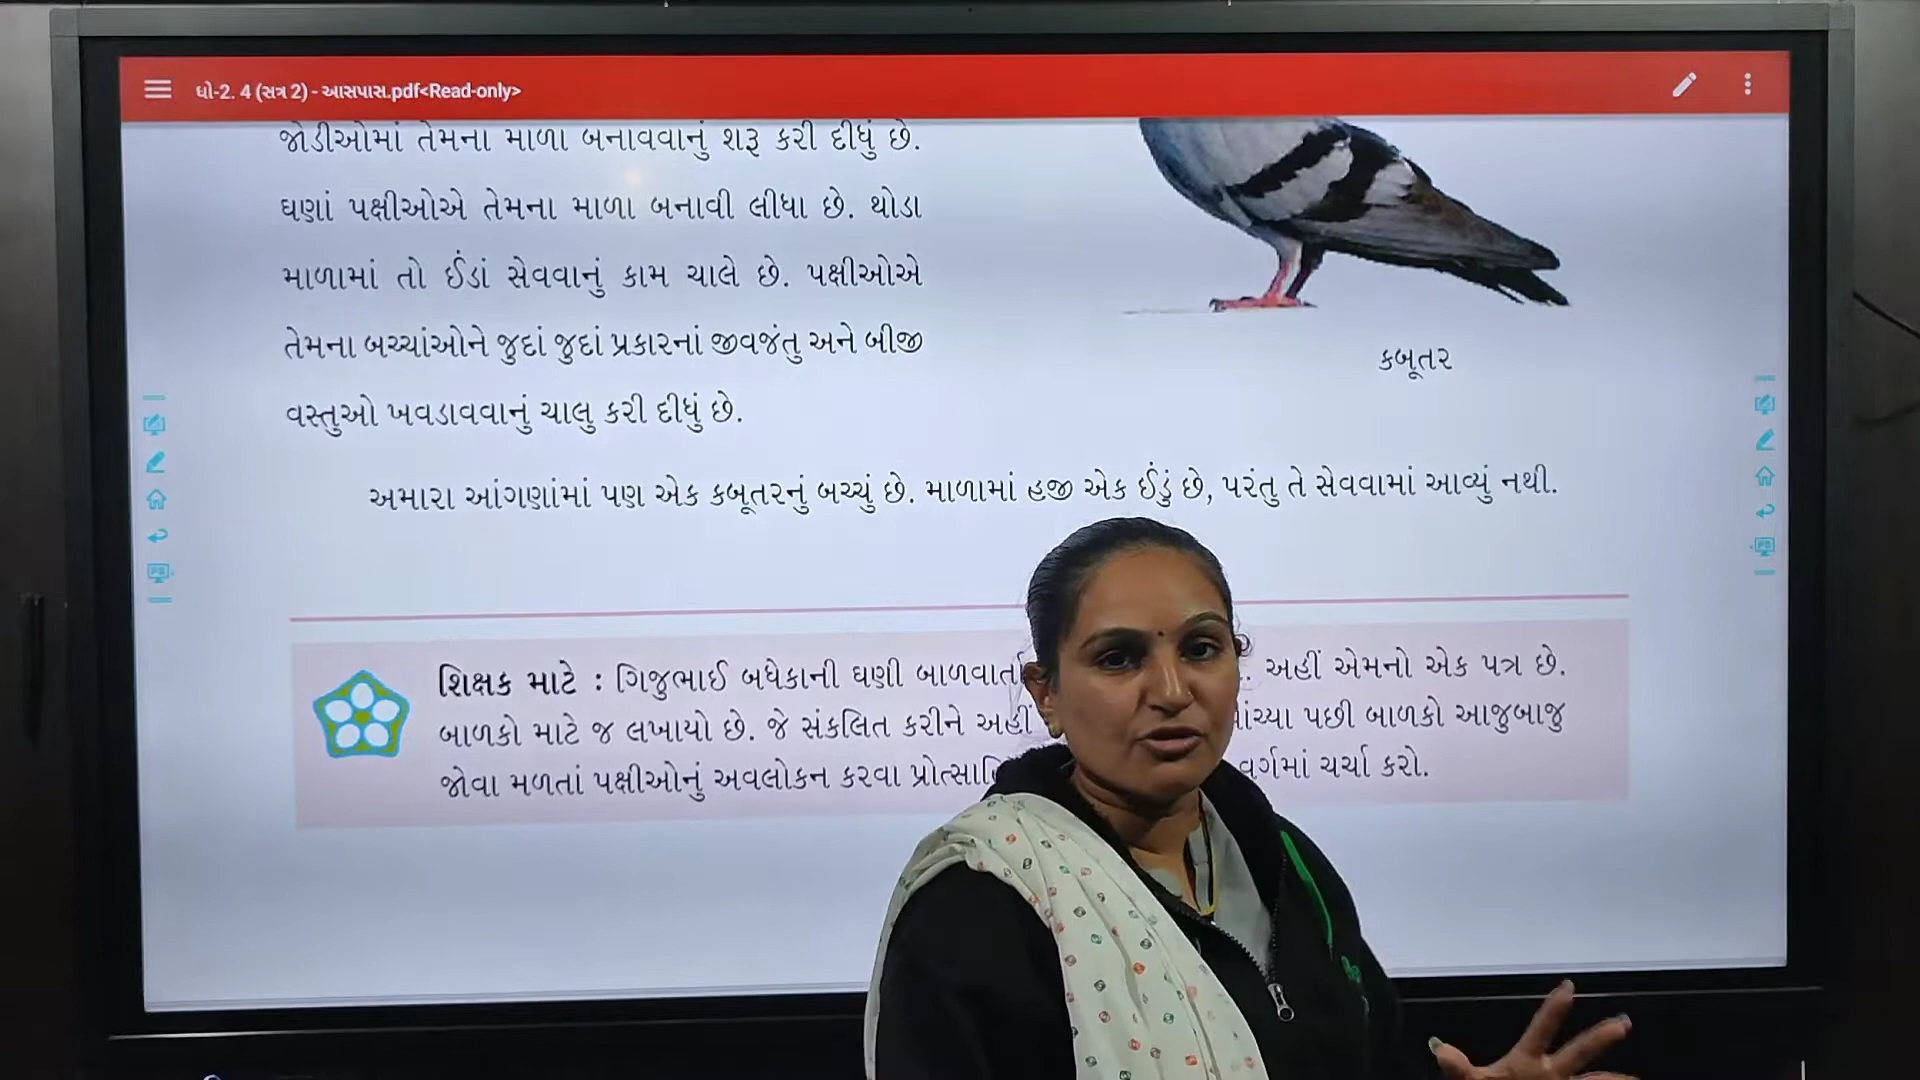 ધો-2. 4 (સત્ર 2) - આસપાસ.pdf<Read-only>
જોડીઓમાં તેમના માળા બનાવવાનું શરૂ કરી દીધું છે.
ઘણાં પક્ષીઓએ તેમના માળા બનાવી લીધા છે. થોડા
માળામાં તો ઈંડાં સેવવાનું કામ ચાલે છે. પક્ષીઓએ
તેમના બચ્ચાંઓને જુદાં જુદાં પ્રકારનાં જીવજંતુ અને બીજી
વસ્તુઓ ખવડાવવાનું ચાલુ કરી દીધું છે.
કબૂતર
અમારા આંગણાંમાં પણ એક કબૂતરનું બચ્ચું છે. માળામાં હજી એક ઈંડું છે, પરંતુ તે સેવવામાં આવ્યું નથી.
શિક્ષક માટે : ગિજુભાઈ બધેકાની ઘણી બાળવાર્તા . અહીં એમનો એક પત્ર છે.
બાળકો માટે જ લખાયો છે. જે સંકલિત કરીને અહીં પછી બાળકો આજુબાજુ
જોવા મળતાં પક્ષીઓનું અવલોકન કરવા વર્ગમાં ચર્ચા કરો.